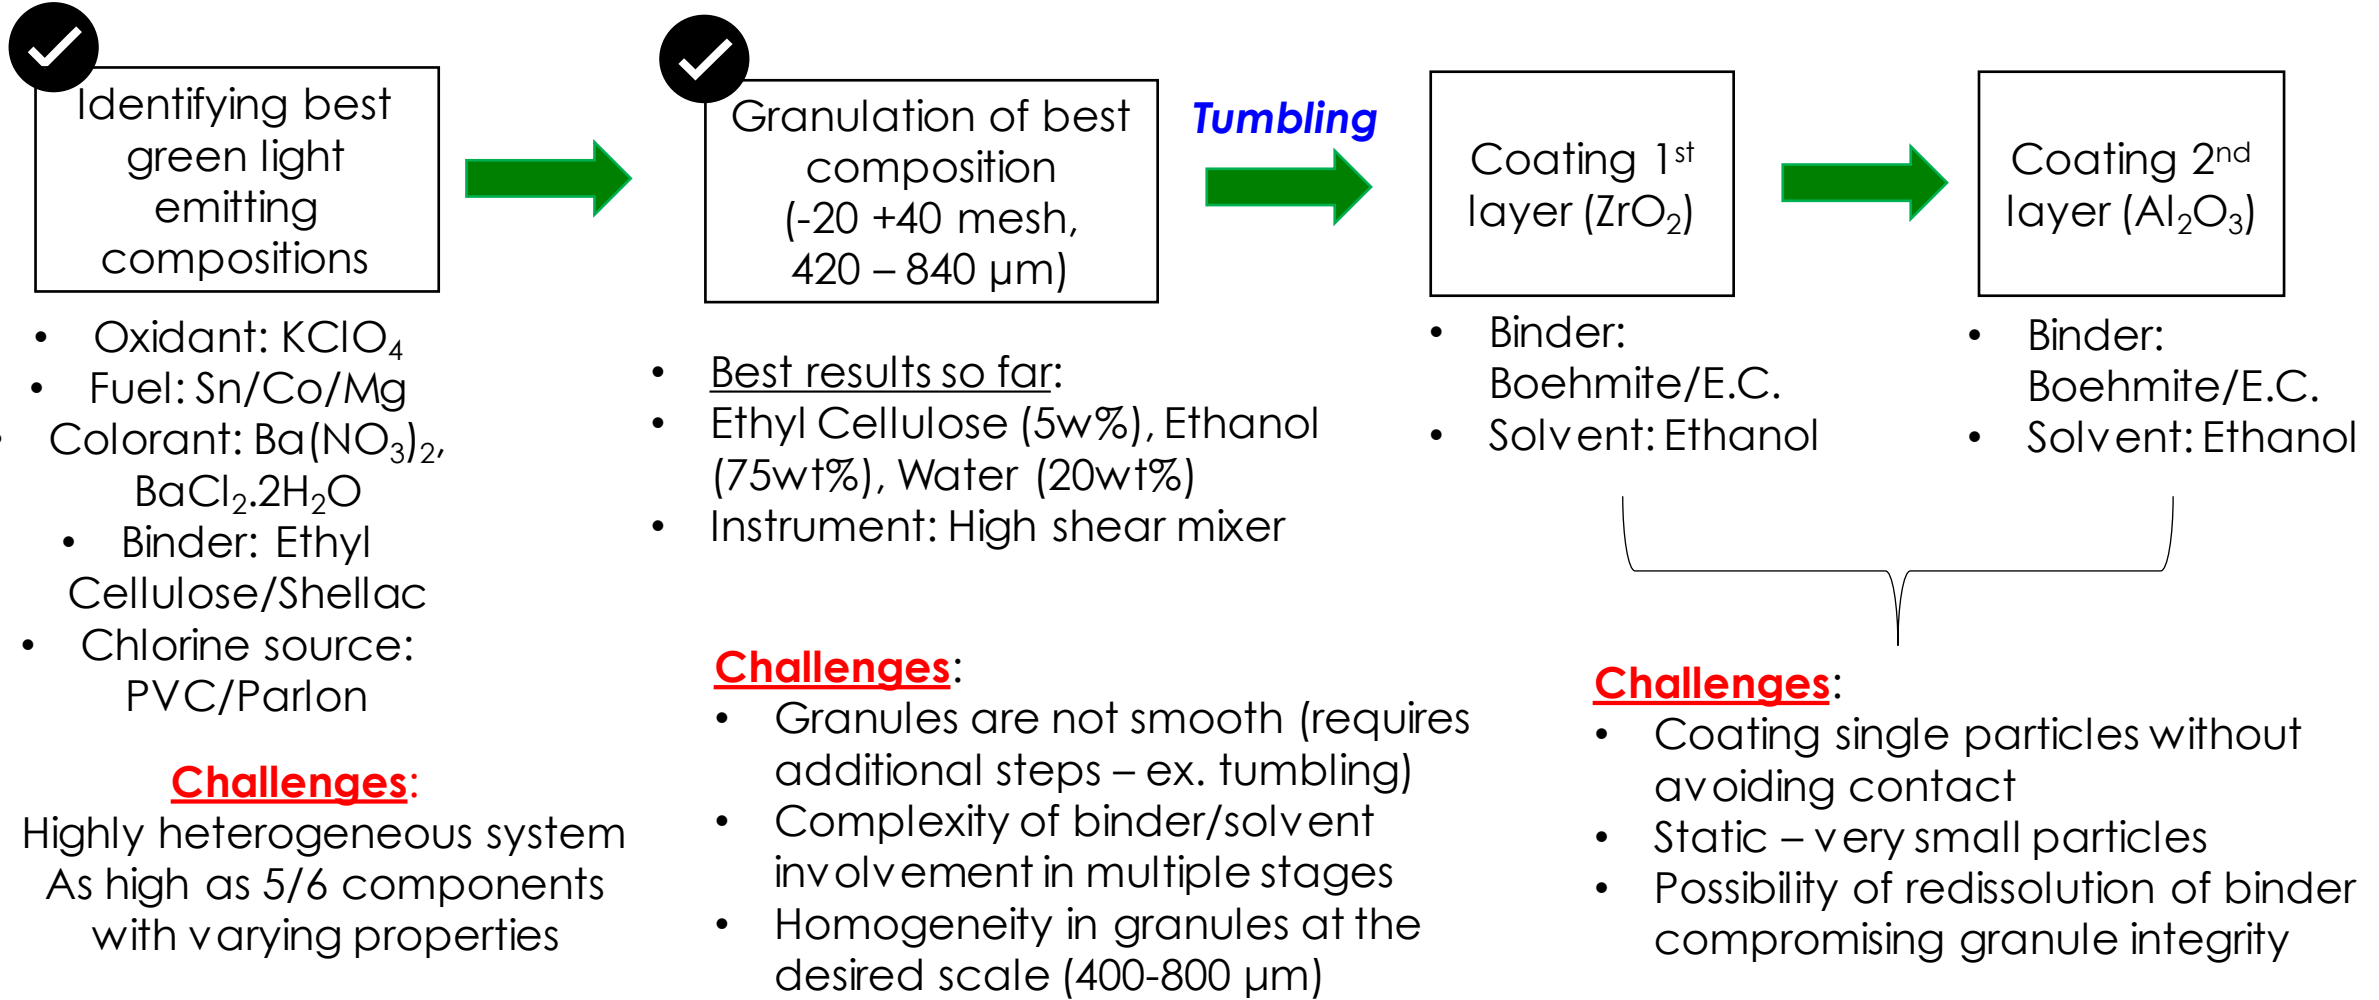 Identifying best
green light
emitting
compositions
• Oxidant: KClO₄
• Fuel: Sn/Co/Mg
• Colorant: Ba(NO₃)₂,
BaCl₂.2H₂O
• Binder: Ethyl
Cellulose/Shellac
• Chlorine source:
PVC/Parlon
Challenges:
Highly heterogeneous system
As high as 5/6 components
with varying properties
Granulation of best
composition
(-20 +40 mesh,
420 – 840 µm)
• Best results so far:
• Ethyl Cellulose (5w%), Ethanol
(75wt%), Water (20wt%)
• Instrument: High shear mixer
Challenges:
• Granules are not smooth (requires
additional steps – ex. tumbling)
• Complexity of binder/solvent
involvement in multiple stages
• Homogeneity in granules at the
desired scale (400-800 µm)
Tumbling
Coating 1st
layer (ZrO₂)
• Binder:
Boehmite/E.C.
• Solvent: Ethanol
Coating 2nd
layer (Al₂O₃)
• Binder:
Boehmite/E.C.
• Solvent: Ethanol
Challenges:
• Coating single particles without
avoiding contact
• Static – very small particles
• Possibility of redissolution of binder
compromising granule integrity